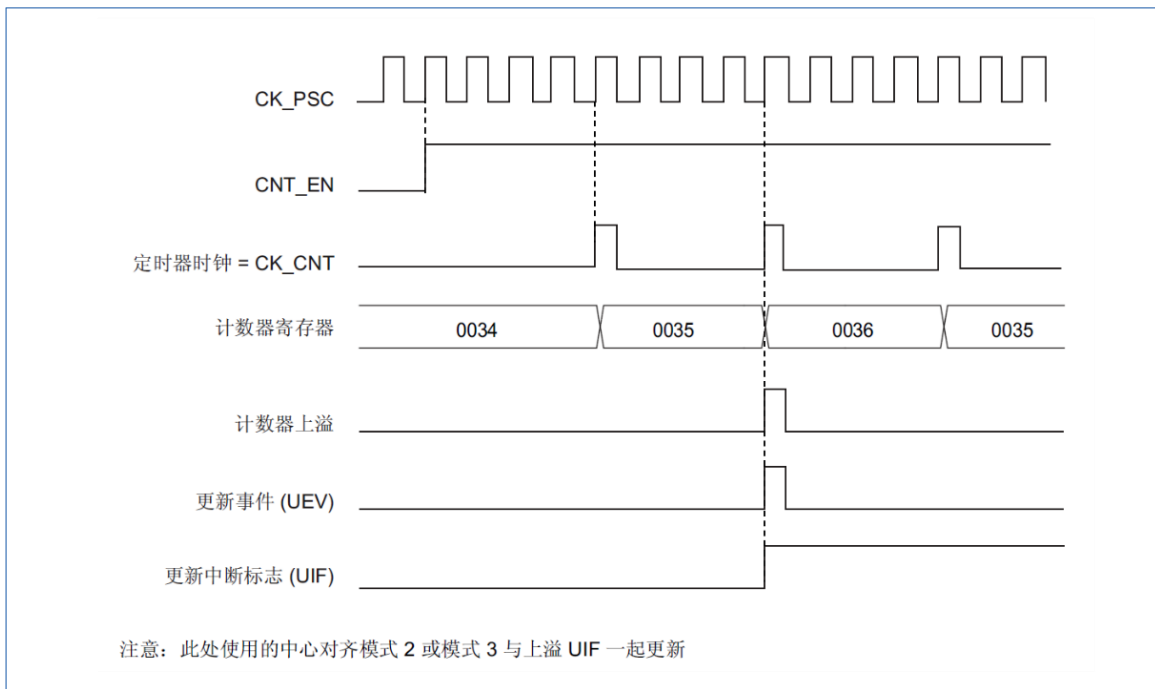 CK_PSC
CNT_EN
定时器时钟 = CK_CNT
计数器寄存器 0034 0035 0036 0035
计数器上溢
更新事件 (UEV)
更新中断标志 (UIF)
注意：此处使用的中心对齐模式 2 或模式 3 与上溢 UIF 一起更新